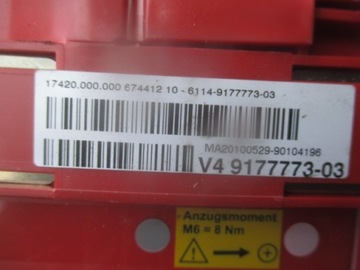 17420.000.000 674412 10 - 6114-9177773-03
MA20100529-90104196
V4 9177773-03
Anzugsmoment
M6 = 8 Nm